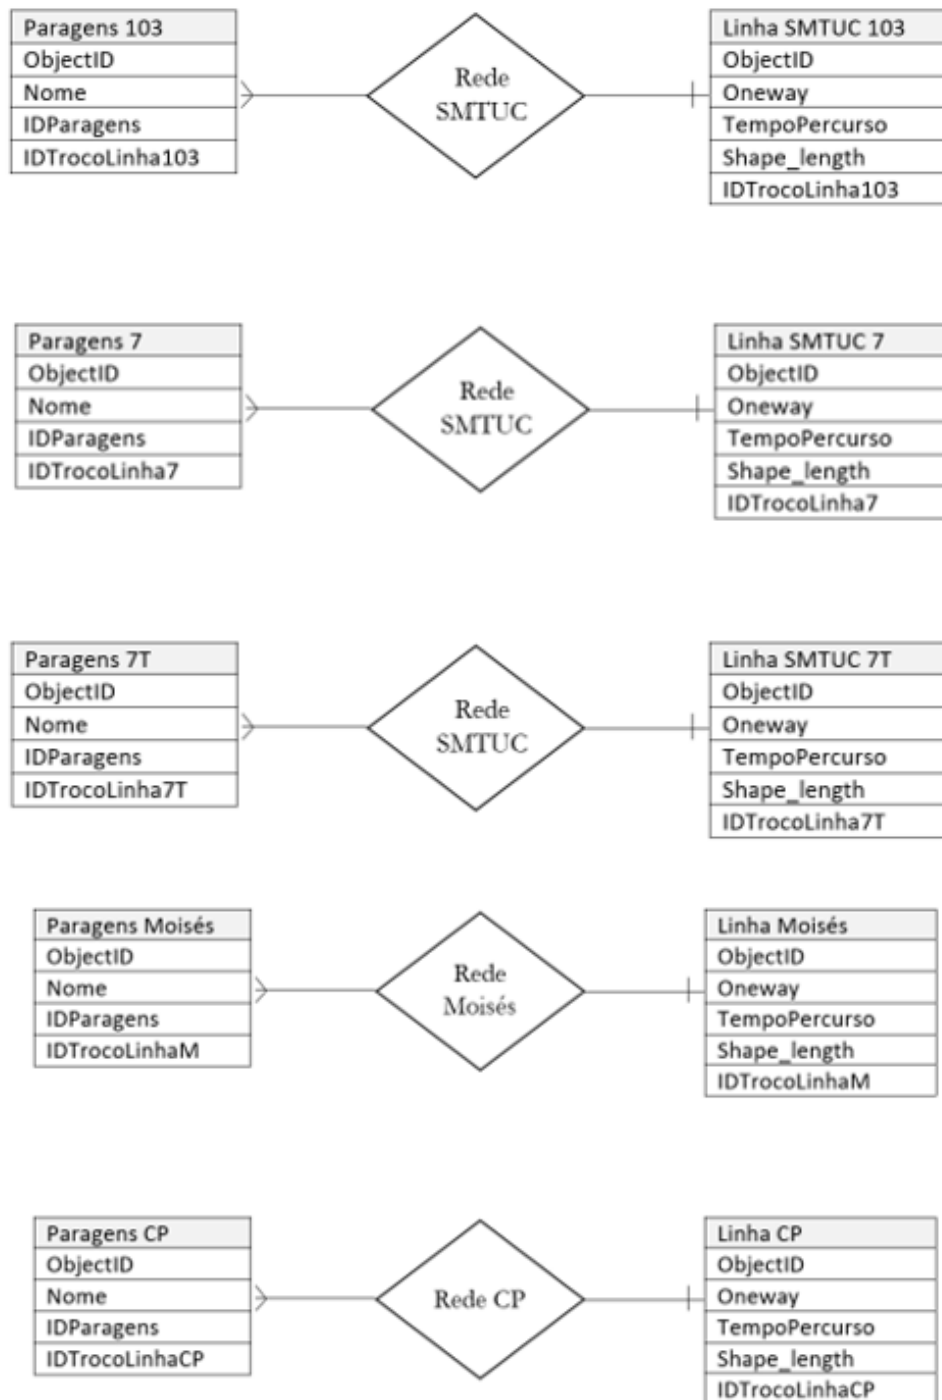 Paragens 103
ObjectID
Nome
IDParagens
IDTrocoLinha103
Rede
SMTUC
Linha SMTUC 103
ObjectID
Oneway
TempoPercurso
Shape_length
IDTrocoLinha103
Paragens 7
ObjectID
Nome
IDParagens
IDTrocoLinha7
Rede
SMTUC
Linha SMTUC 7
ObjectID
Oneway
TempoPercurso
Shape_length
IDTrocoLinha7
Paragens 7T
ObjectID
Nome
IDParagens
IDTrocoLinha7T
Rede
SMTUC
Linha SMTUC 7T
ObjectID
Oneway
TempoPercurso
Shape_length
IDTrocoLinha7T
Paragens Moisés
ObjectID
Nome
IDParagens
IDTrocoLinhaM
Rede
Moisés
Linha Moisés
ObjectID
Oneway
TempoPercurso
Shape_length
IDTrocoLinhaM
Paragens CP
ObjectID
Nome
IDParagens
IDTrocoLinhaCP
Rede CP
Linha CP
ObjectID
Oneway
TempoPercurso
Shape_length
IDTrocoLinhaCP